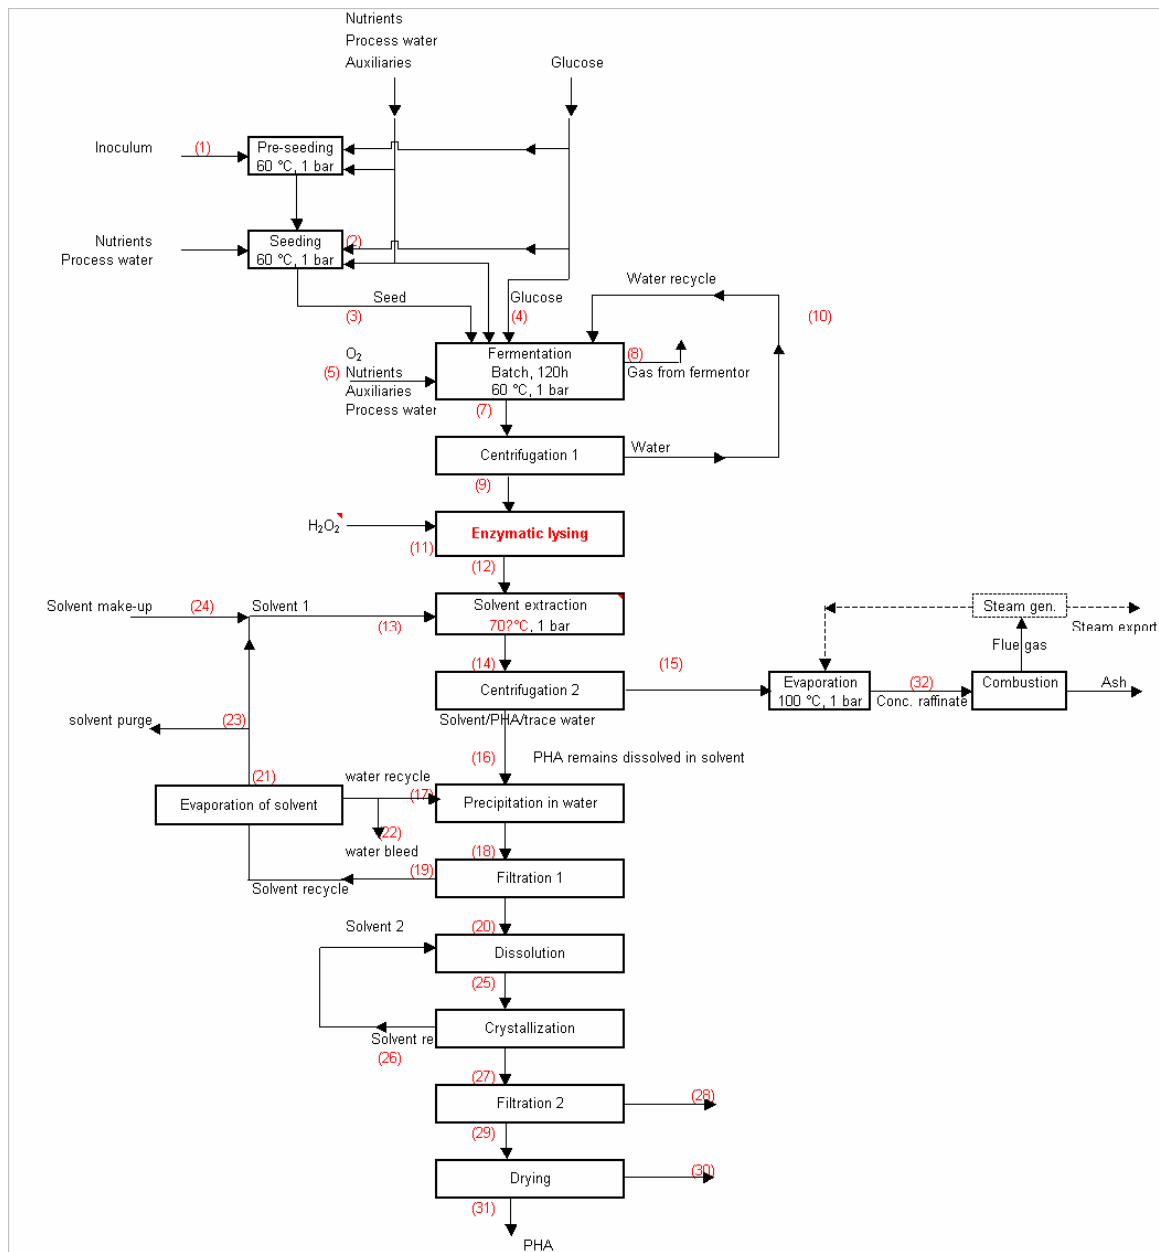 Nutrients
Process water
Auxiliaries
Glucose
Inoculum
(1)
Pre-seeding
60 °C, 1 bar
Nutrients
Process water
Seeding
60 °C, 1 bar
(2)
Seed
(3)
Glucose
(4)
Water recycle
(10)
O₂
(5)
Nutrients
Auxiliaries
Process water
Fermentation
Batch, 120h
60 °C, 1 bar
(8)
Gas from fermentor
(7)
Centrifugation 1
Water
(9)
H₂O₂
(11)
Enzymatic lysing
(12)
Solvent make-up
(24)
Solvent 1
(13)
Solvent extraction
70?°C, 1 bar
Steam gen.
Steam export
Flue gas
(14)
(15)
Centrifugation 2
Evaporation
100 °C, 1 bar
(32)
Conc. raffinate
Combustion
Ash
Solvent/PHA/trace water
solvent purge
(23)
(16)
PHA remains dissolved in solvent
(21)
Evaporation of solvent
water recycle
(17)
Precipitation in water
(22)
water bleed
(18)
(19)
Solvent recycle
Filtration 1
(20)
Solvent 2
Dissolution
(25)
Crystallization
Solvent re
(26)
(27)
Filtration 2
(28)
(29)
Drying
(30)
(31)
PHA